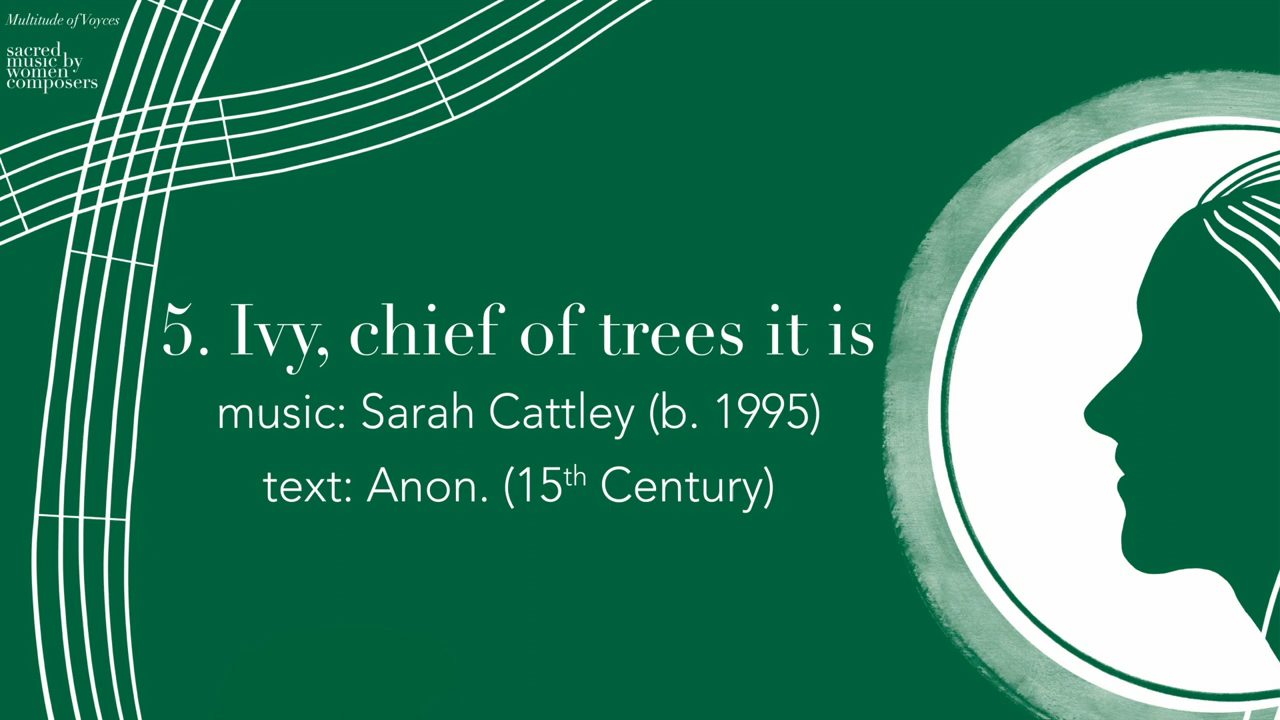 Multitude of Voyces
sacred
music by
women
composers
5. Ivy, chief of trees it is
music: Sarah Cattley (b. 1995)
text: Anon. (15th Century)